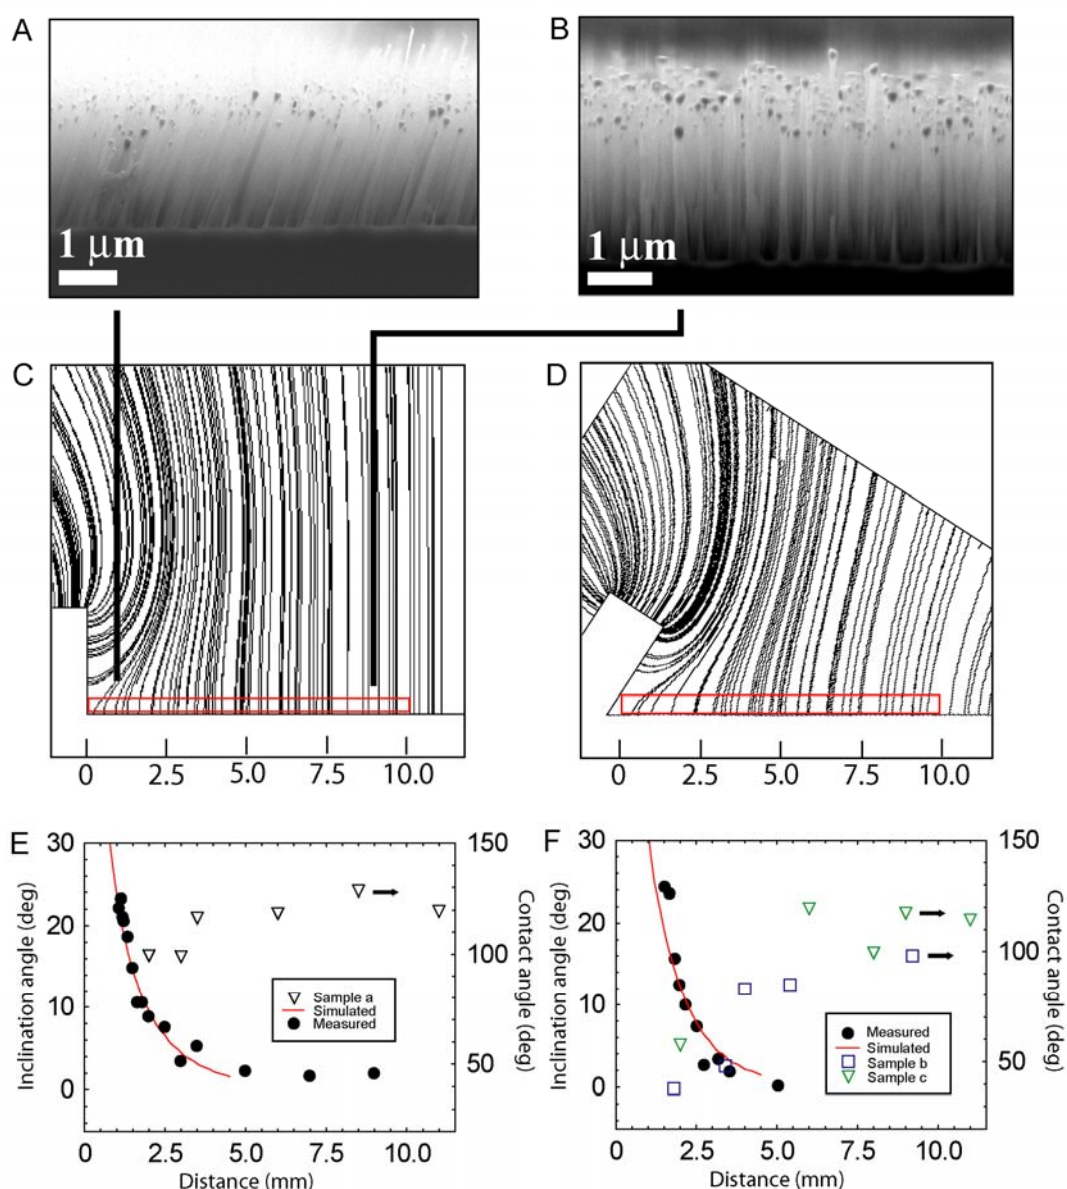 A
B
1 µm
1 µm
C
D
0 2.5 5.0 7.5 10.0
0 2.5 5.0 7.5 10.0
E
30
20
10
0
Inclination angle (deg)
150
100
50
Contact angle (deg)
Sample a
Simulated
Measured
0.0 2.5 5.0 7.5 10.0
Distance (mm)
F
30
20
10
0
Inclination angle (deg)
150
100
50
Contact angle (deg)
Measured
Simulated
Sample b
Sample c
0.0 2.5 5.0 7.5 10.0
Distance (mm)